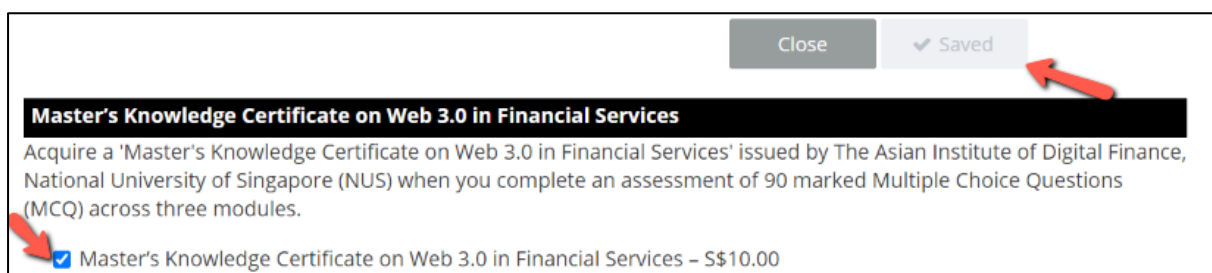 Close
✔ Saved
Master’s Knowledge Certificate on Web 3.0 in Financial Services
Acquire a 'Master's Knowledge Certificate on Web 3.0 in Financial Services' issued by The Asian Institute of Digital Finance,
National University of Singapore (NUS) when you complete an assessment of 90 marked Multiple Choice Questions
(MCQ) across three modules.
Master’s Knowledge Certificate on Web 3.0 in Financial Services – S$10.00